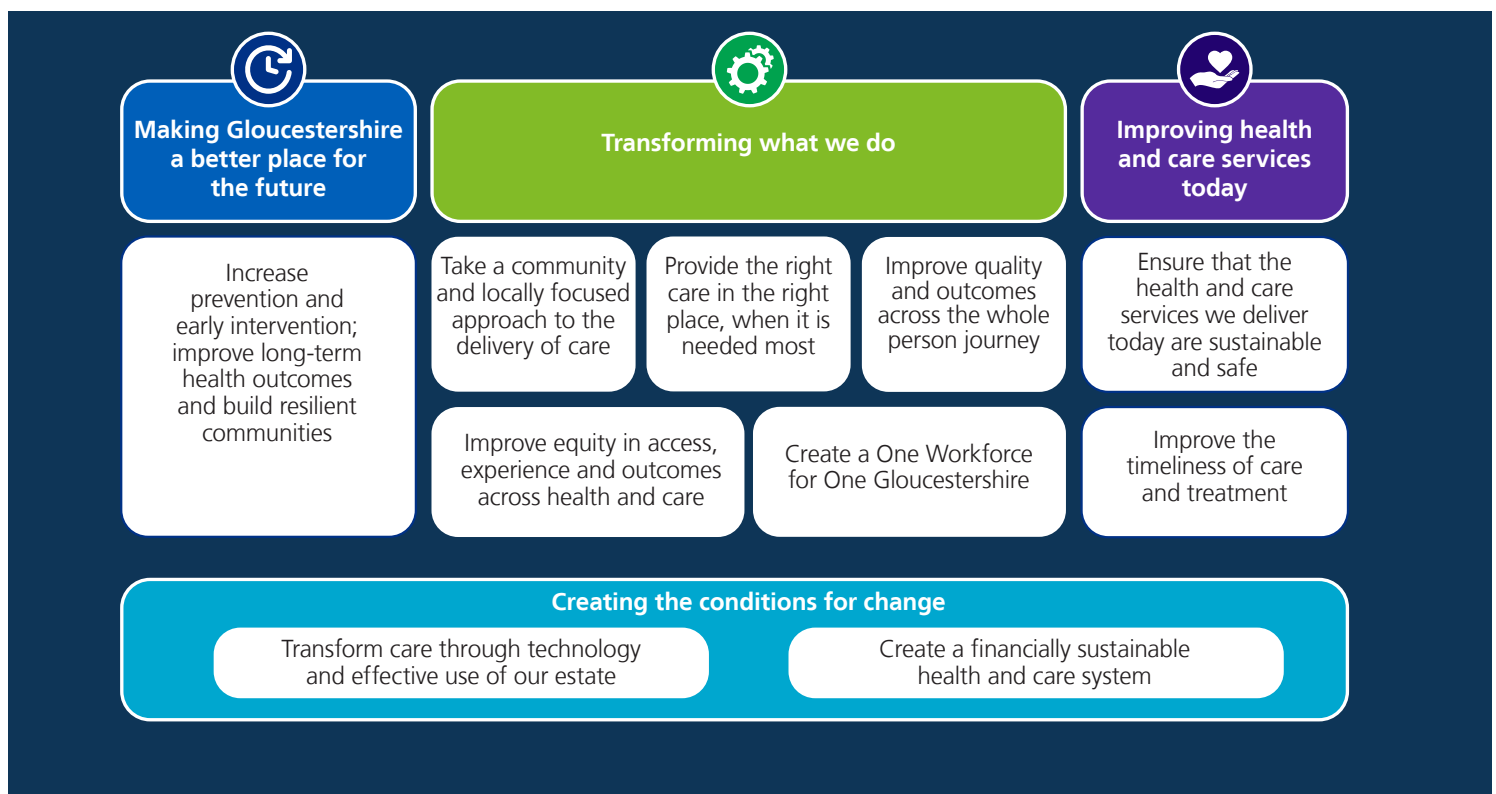 Making Gloucestershire
a better place for
the future
Transforming what we do
Improving health
and care services
today
Increase
prevention and
early intervention;
improve long-term
health outcomes
and build resilient
communities
Take a community
and locally focused
approach to the
delivery of care
Provide the right
care in the right
place, when it is
needed most
Improve quality
and outcomes
across the whole
person journey
Improve equity in access,
experience and outcomes
across health and care
Create a One Workforce
for One Gloucestershire
Ensure that the
health and care
services we deliver
today are sustainable
and safe
Improve the
timeliness of care
and treatment
Creating the conditions for change
Transform care through technology
and effective use of our estate
Create a financially sustainable
health and care system